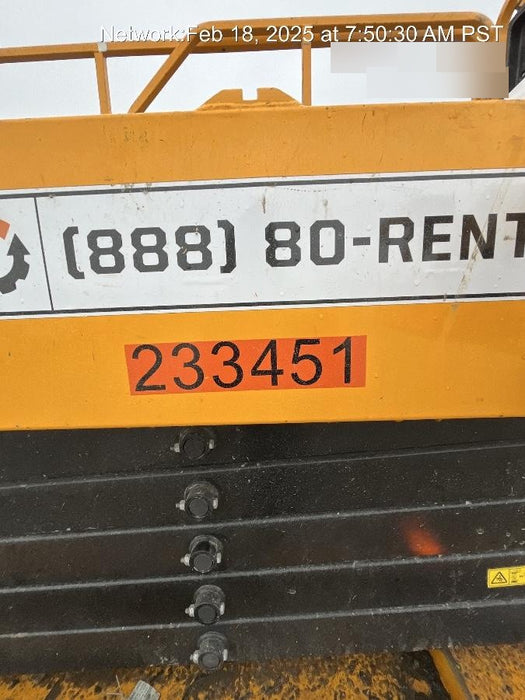 Network:Feb 18, 2025 at 7:50:30 AM PST
(888) 80-RENT
233451